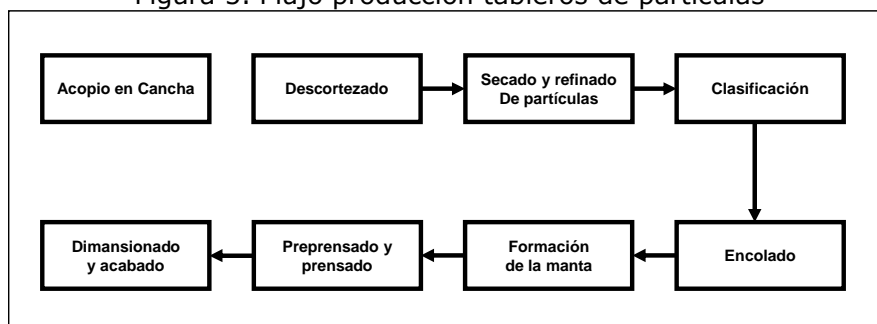 Figura 3: Flujo producción tableros de partículas
Acopio en Cancha
Descortezado
Secado y refinado
De partículas
Clasificación
Dimansionado
y acabado
Preprensado y
prensado
Formación
de la manta
Encolado